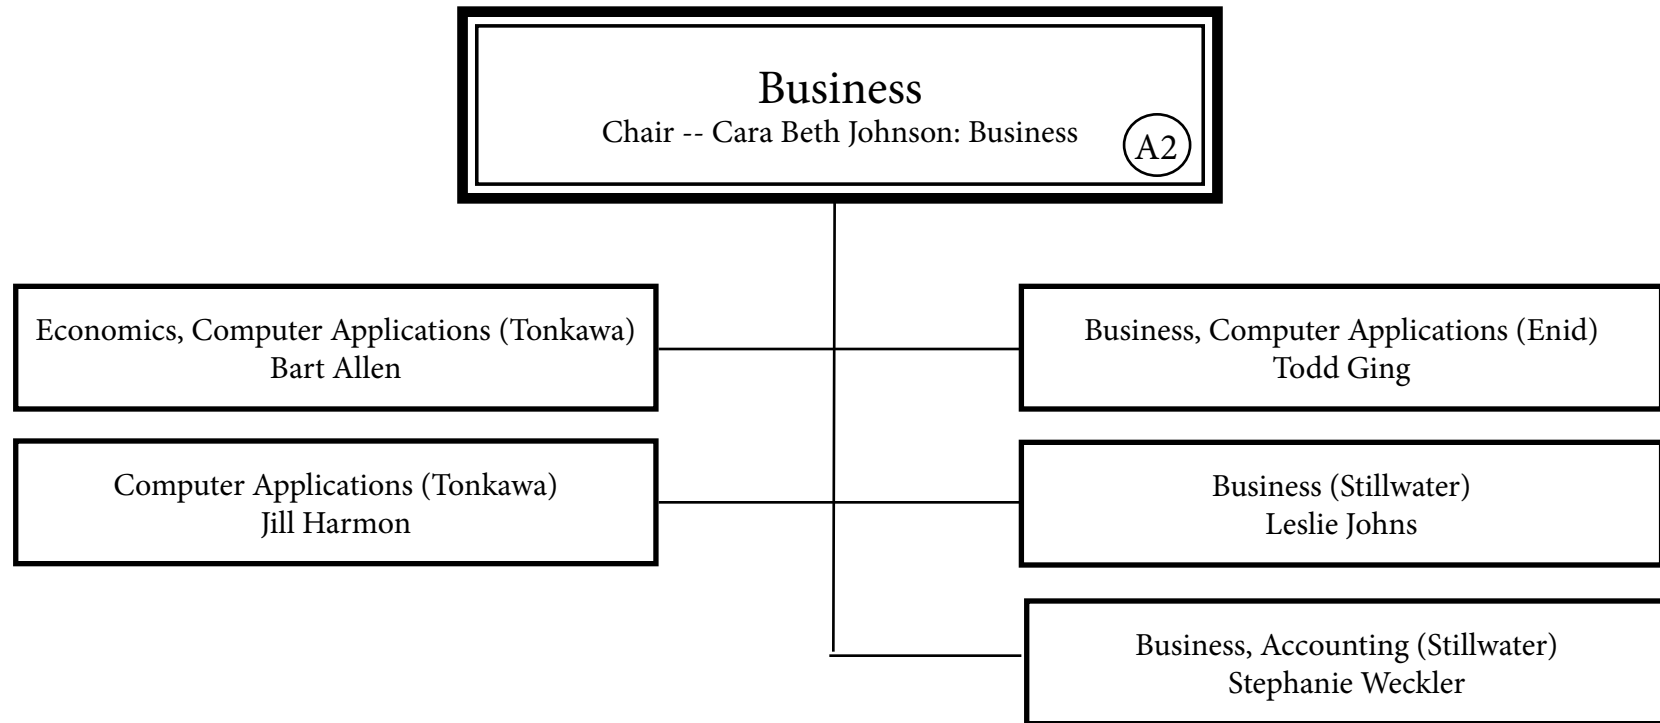 Business
Chair -- Cara Beth Johnson: Business
A2
Economics, Computer Applications (Tonkawa)
Bart Allen
Business, Computer Applications (Enid)
Todd Ging
Computer Applications (Tonkawa)
Jill Harmon
Business (Stillwater)
Leslie Johns
Business, Accounting (Stillwater)
Stephanie Weckler